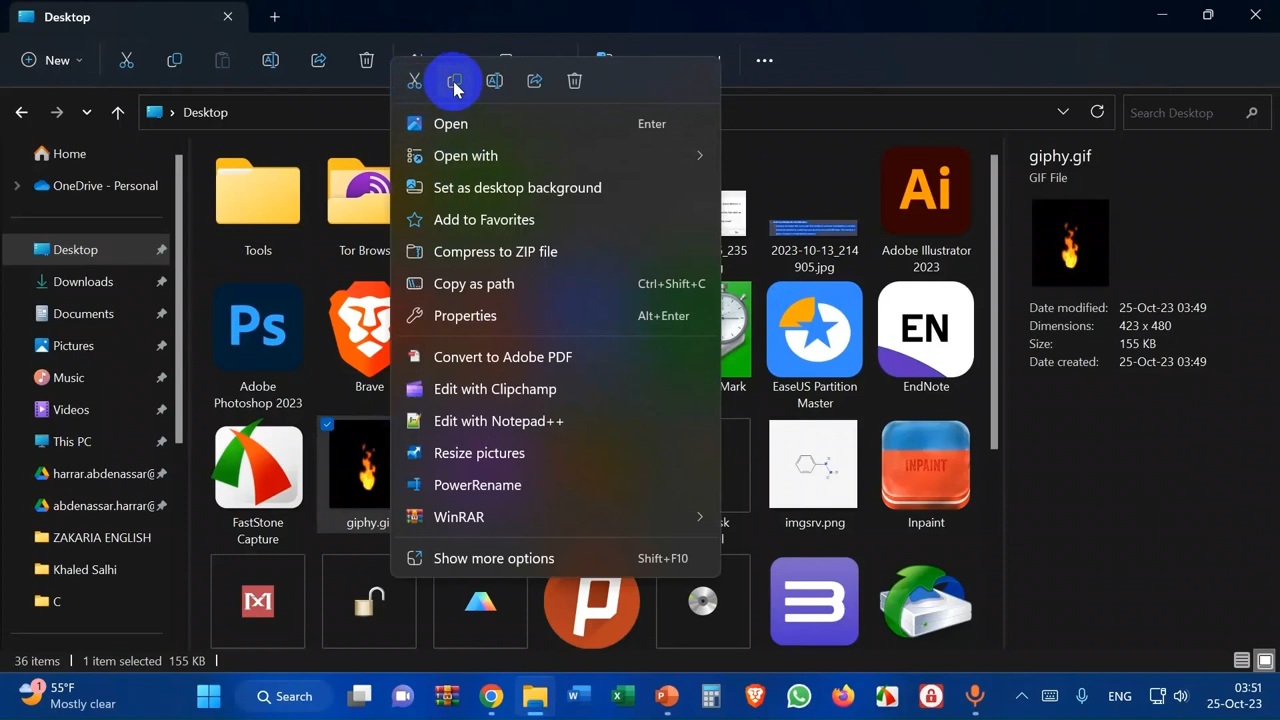 Desktop
New
Desktop
Search Desktop
Home
OneDrive - Personal
Desktop
Downloads
Documents
Pictures
Music
Videos
This PC
harrar.abdenassar@
abdenassar.harrar@
ZAKARIA ENGLISH
Khaled Salhi
C
Tools
Tor Brows
2023-10-13_214
905.jpg
Ai
Adobe Illustrator
2023
Ps
Adobe
Photoshop 2023
Brave
Mark
EaseUS Partition
Master
EN
EndNote
FastStone
Capture
giphy.gi
imgsrv.png
INPAINT
Inpaint
Open Enter
Open with
Set as desktop background
Add to Favorites
Compress to ZIP file
Copy as path Ctrl+Shift+C
Properties Alt+Enter
Convert to Adobe PDF
Edit with Clipchamp
Edit with Notepad++
Resize pictures
PowerRename
WinRAR
Show more options Shift+F10
giphy.gif
GIF File
Date modified: 25-Oct-23 03:49
Dimensions: 423 x 480
Size: 155 KB
Date created: 25-Oct-23 03:49
36 items
1 item selected 155 KB
1
55°F
ostly clear
Search
ENG
03:51
25-Oct-23